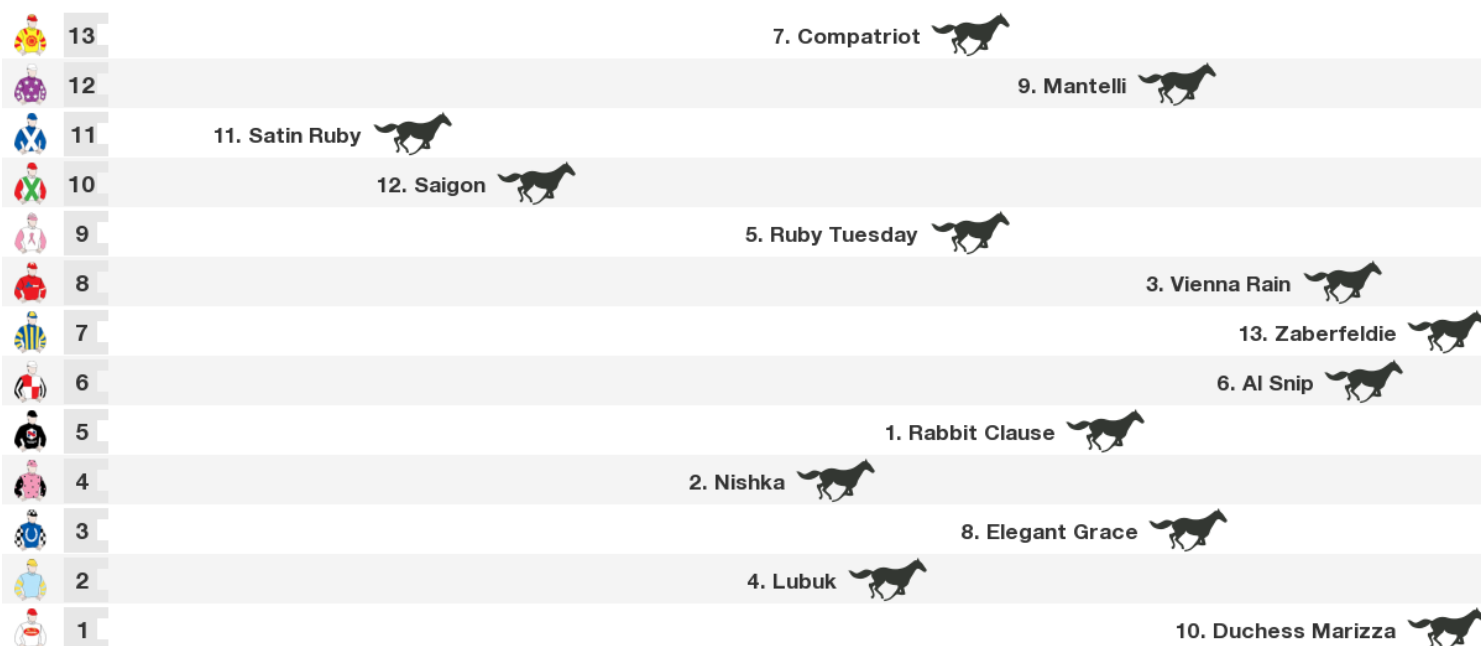 13 7. Compatriot
12 9. Mantelli
11 11. Satin Ruby
10 12. Saigon
9 5. Ruby Tuesday
8 3. Vienna Rain
7 13. Zaberfeldie
6 6. Al Snip
5 1. Rabbit Clause
4 2. Nishka
3 8. Elegant Grace
2 4. Lubuk
1 10. Duchess Marizza